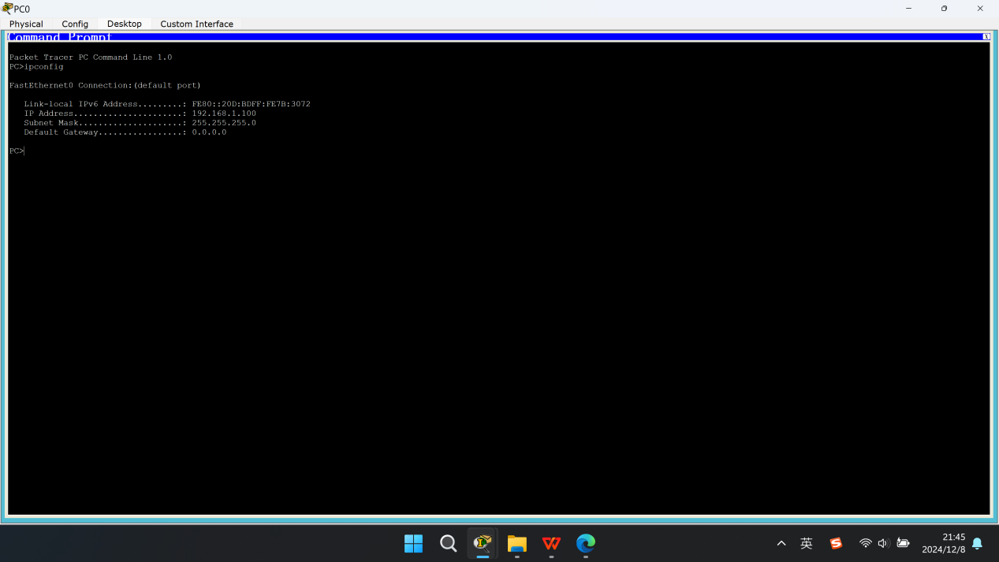 PC0
Physical Config Desktop Custom Interface
Command Prompt
X
Packet Tracer PC Command Line 1.0
PC>ipconfig
FastEthernet0 Connection:(default port)
Link-local IPv6 Address.........: FE80::20D:BDFF:FE7B:3072
IP Address......................: 192.168.1.100
Subnet Mask.....................: 255.255.255.0
Default Gateway.................: 0.0.0.0
PC>
英
21:45
2024/12/8